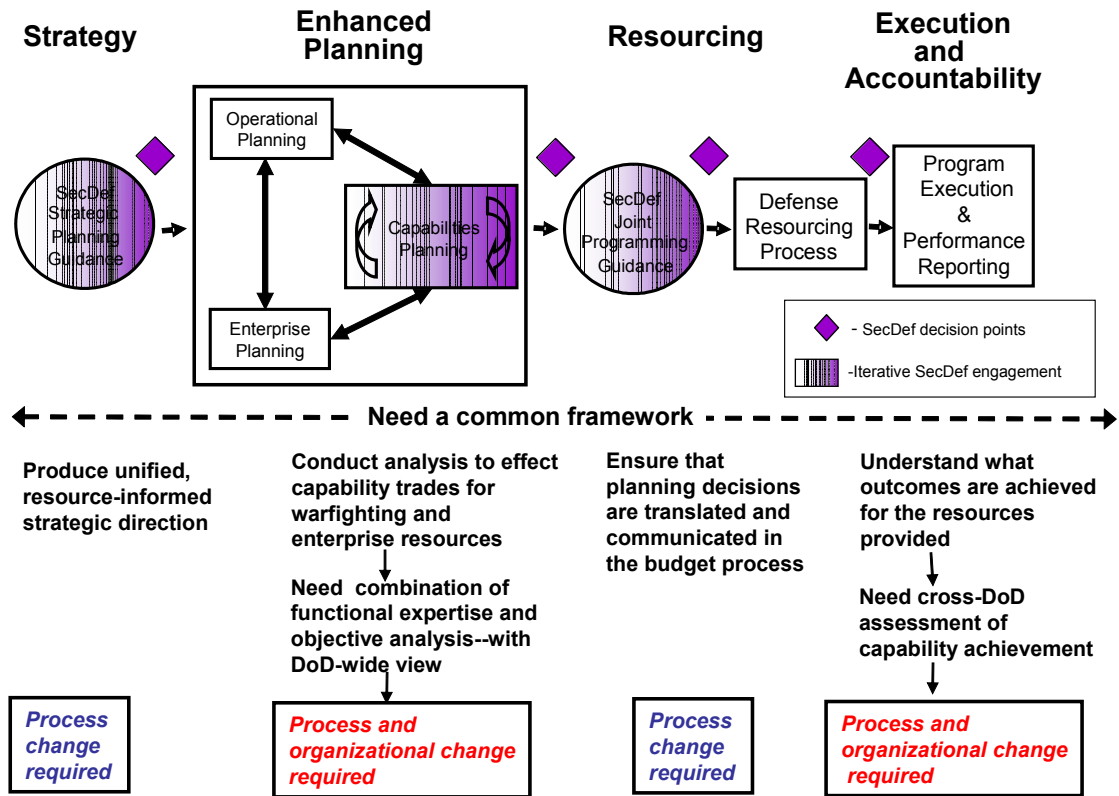 Strategy
Enhanced
Planning
Resourcing
Execution
and
Accountability
SecDef
Strategic
Planning
Guidance
Operational
Planning
Capabilities
Planning
Enterprise
Planning
SecDef
Joint
Programming
Guidance
Defense
Resourcing
Process
Program
Execution
&
Performance
Reporting
- SecDef decision points
-Iterative SecDef engagement
Need a common framework
Produce unified,
resource-informed
strategic direction
Conduct analysis to effect
capability trades for
warfighting and
enterprise resources
Need combination of
functional expertise and
objective analysis--with
DoD-wide view
Ensure that
planning decisions
are translated and
communicated in
the budget process
Understand what
outcomes are achieved
for the resources
provided
Need cross-DoD
assessment of
capability achievement
Process
change
required
Process and
organizational change
required
Process
change
required
Process and
organizational change
required